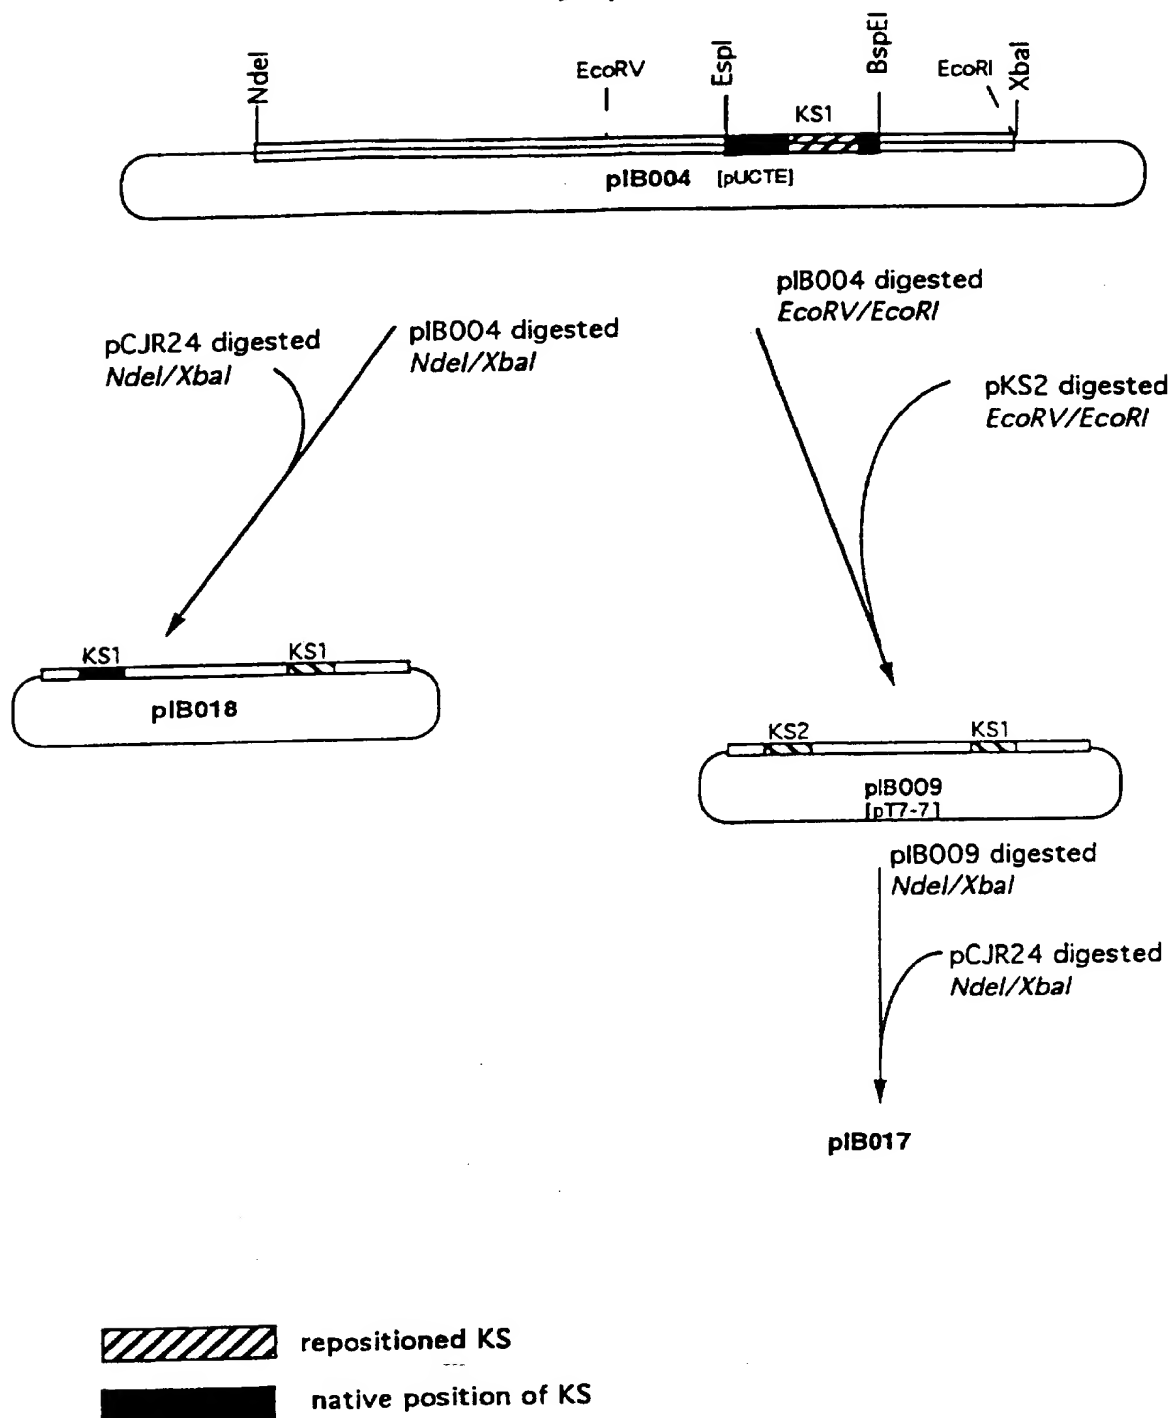 NdeI
EcoRV
EspI
BspEI
EcoRI
XbaI
KS1
pIB004 [pUCTE]
pCJR24 digested
NdeI/XbaI
pIB004 digested
NdeI/XbaI
pIB004 digested
EcoRV/EcoRI
pKS2 digested
EcoRV/EcoRI
KS1
KS1
pIB018
KS2
KS1
pIB009
[pT7-7]
pIB009 digested
NdeI/XbaI
pCJR24 digested
NdeI/XbaI
pIB017
repositioned KS
native position of KS